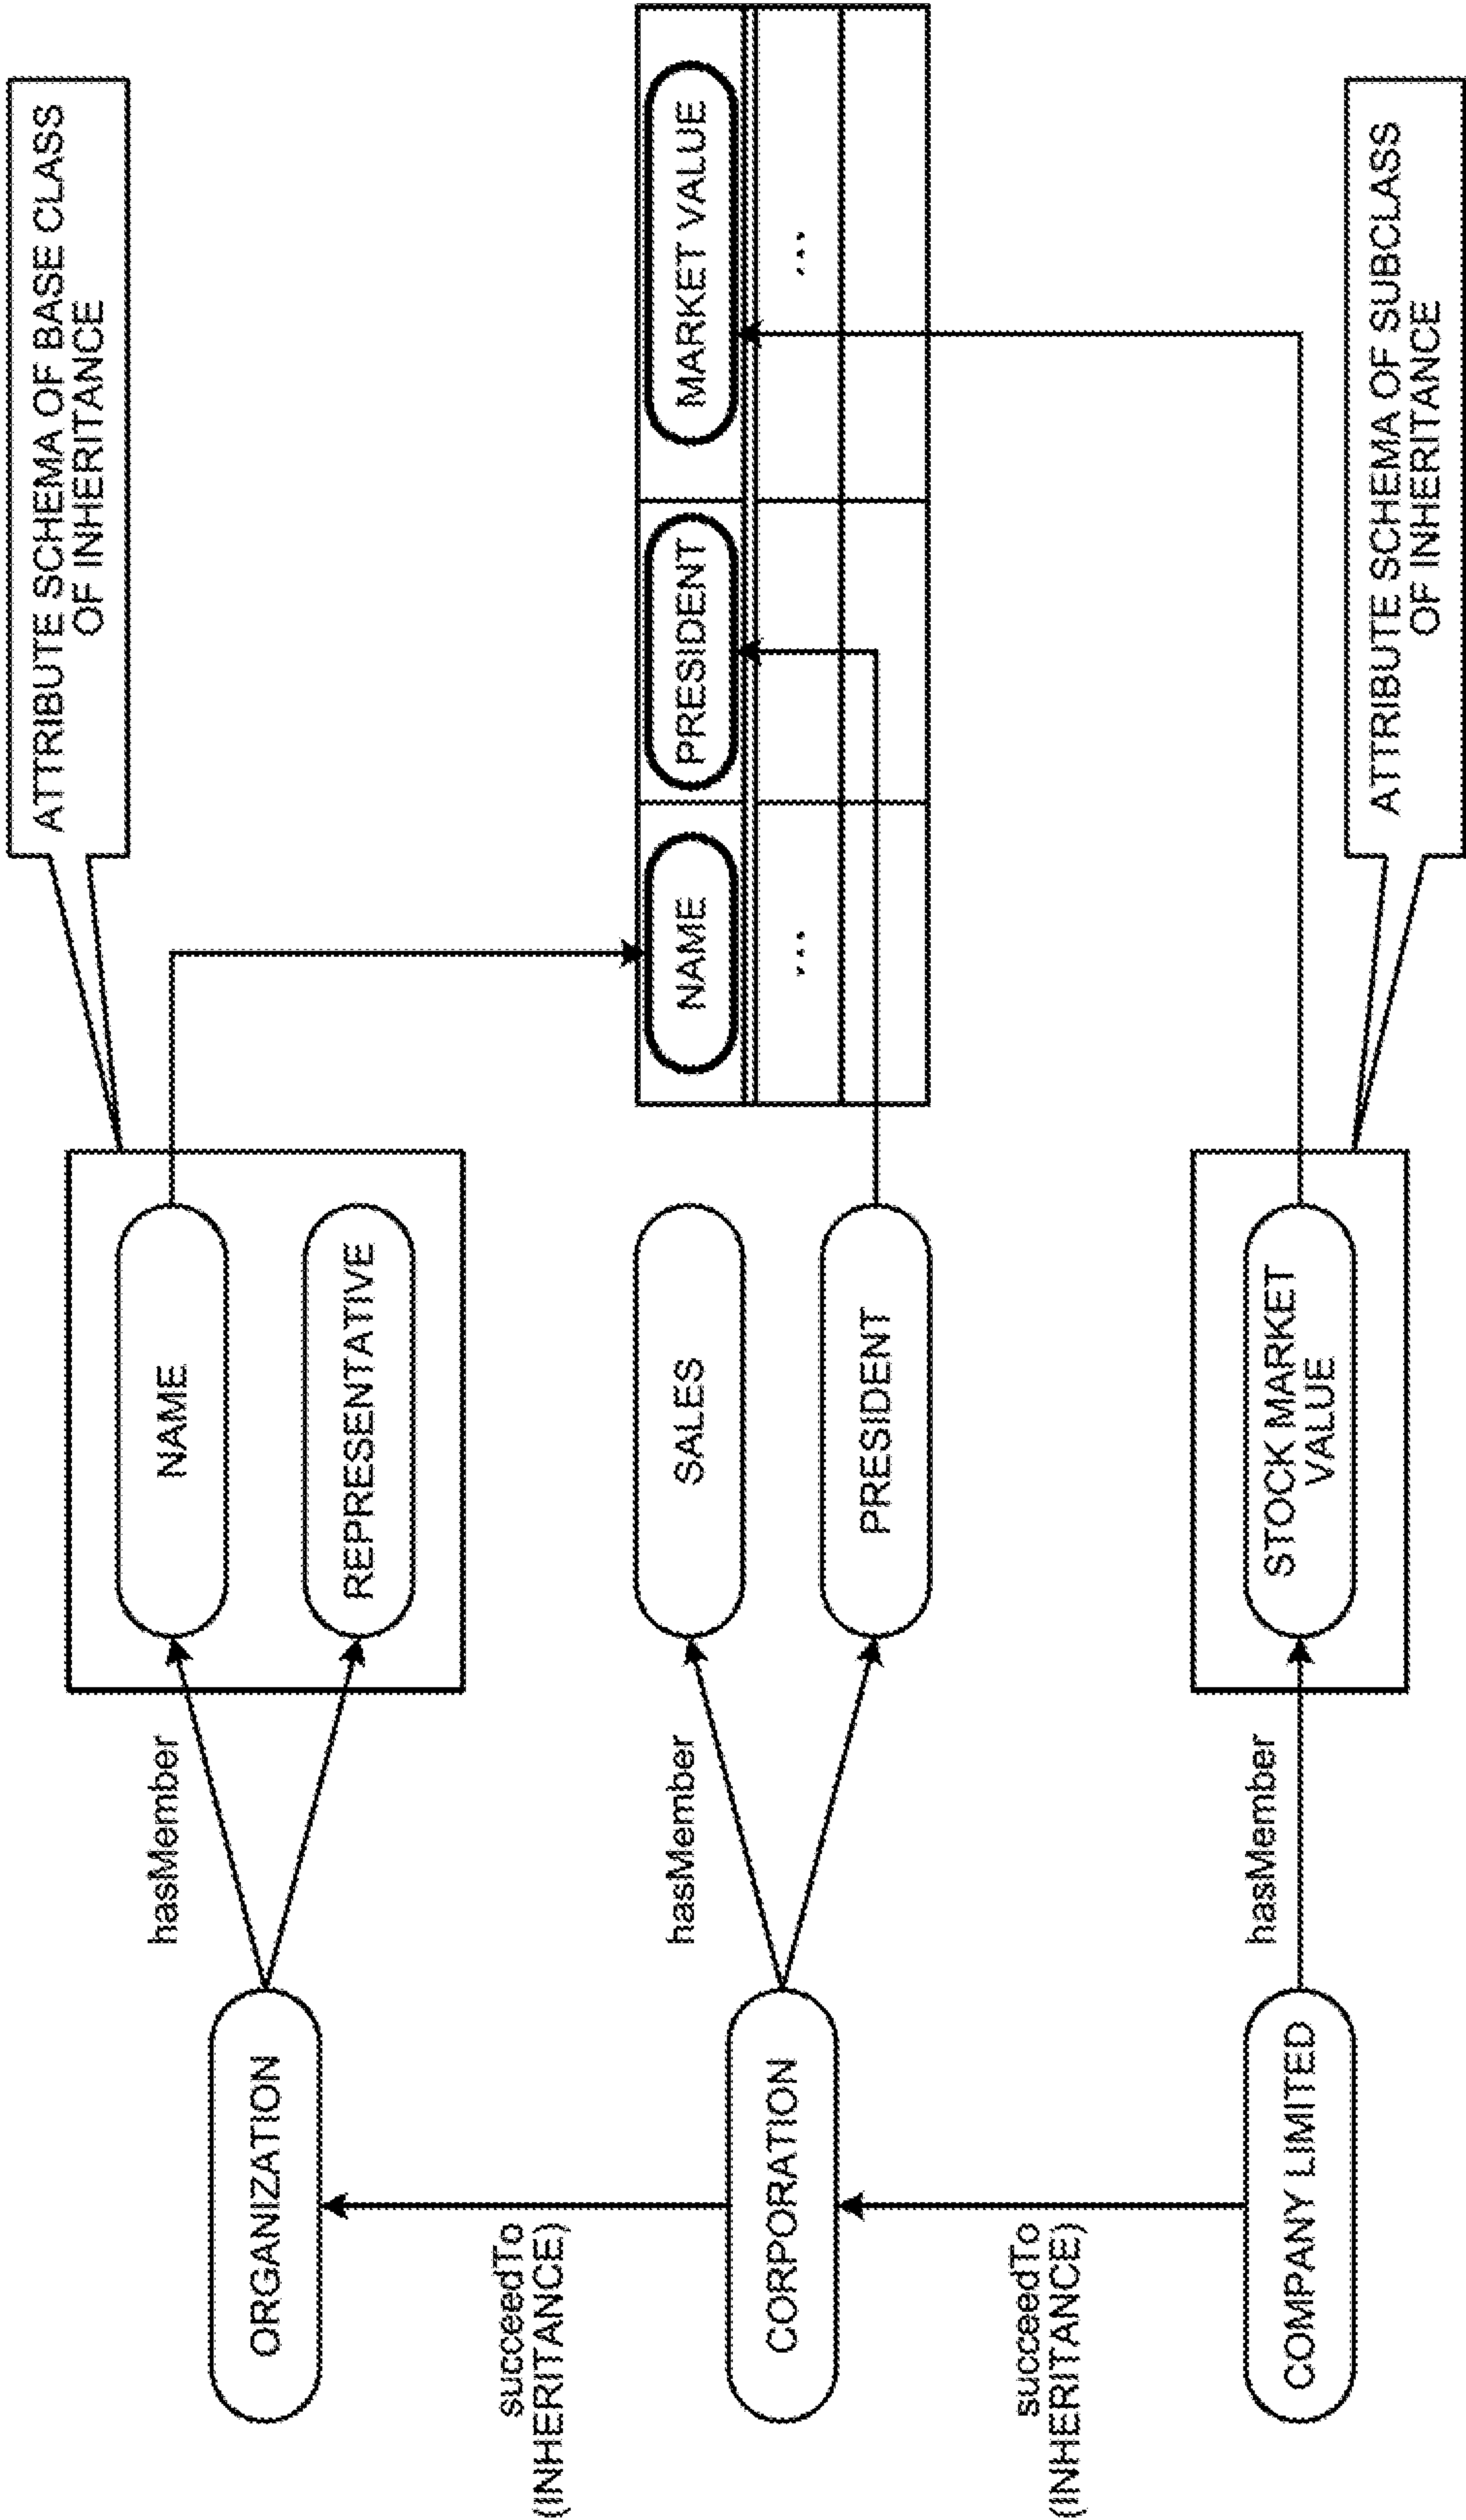 ATTRIBUTE SCHEMA OF BASE CLASS
OF INHERITANCE
hasMember
NAME
ORGANIZATION
REPRESENTATIVE
succeedTo
(INHERITANCE)
hasMember
SALES
NAME
PRESIDENT
MARKET VALUE
CORPORATION
...
...
PRESIDENT
succeedTo
(INHERITANCE)
hasMember
COMPANY LIMITED
STOCK MARKET
VALUE
ATTRIBUTE SCHEMA OF SUBCLASS
OF INHERITANCE